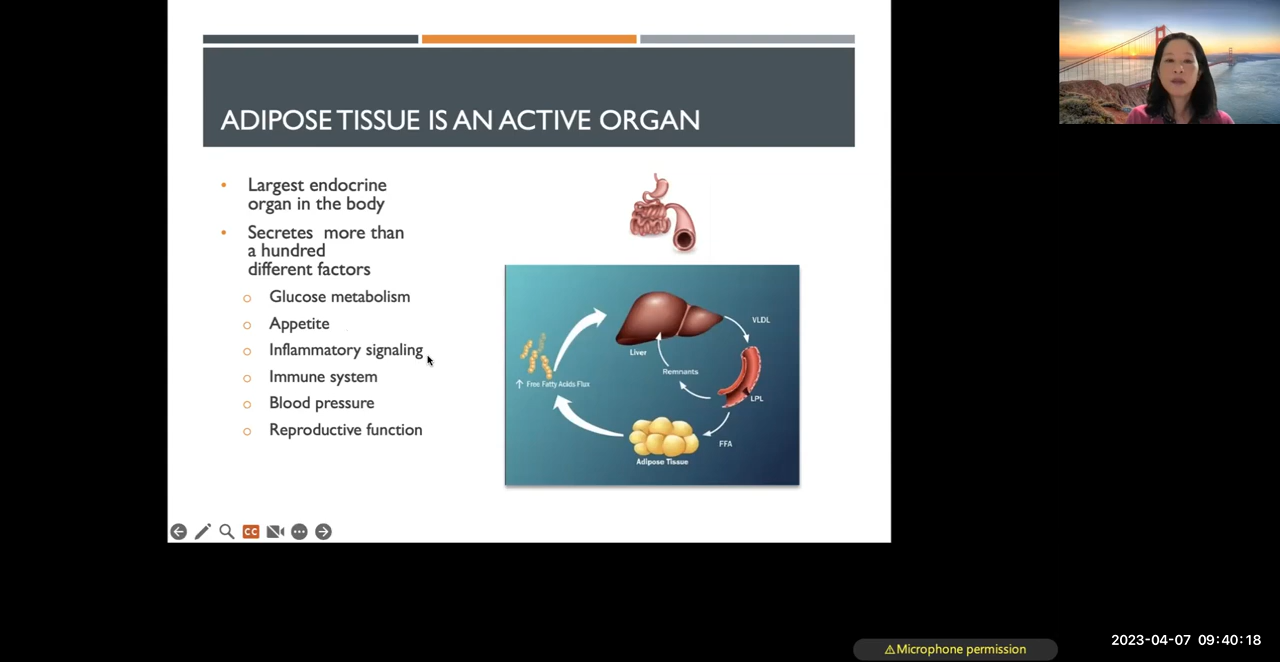 ADIPOSE TISSUE IS AN ACTIVE ORGAN
• Largest endocrine
organ in the body
• Secretes more than
a hundred
different factors
o Glucose metabolism
o Appetite
o Inflammatory signaling
o Immune system
o Blood pressure
o Reproductive function
VLDL
Liver
Remnants
↑ Free Fatty Acids Flux
LPL
FFA
Adipose Tissue
CC
⚠Microphone permission
2023-04-07 09:40:18